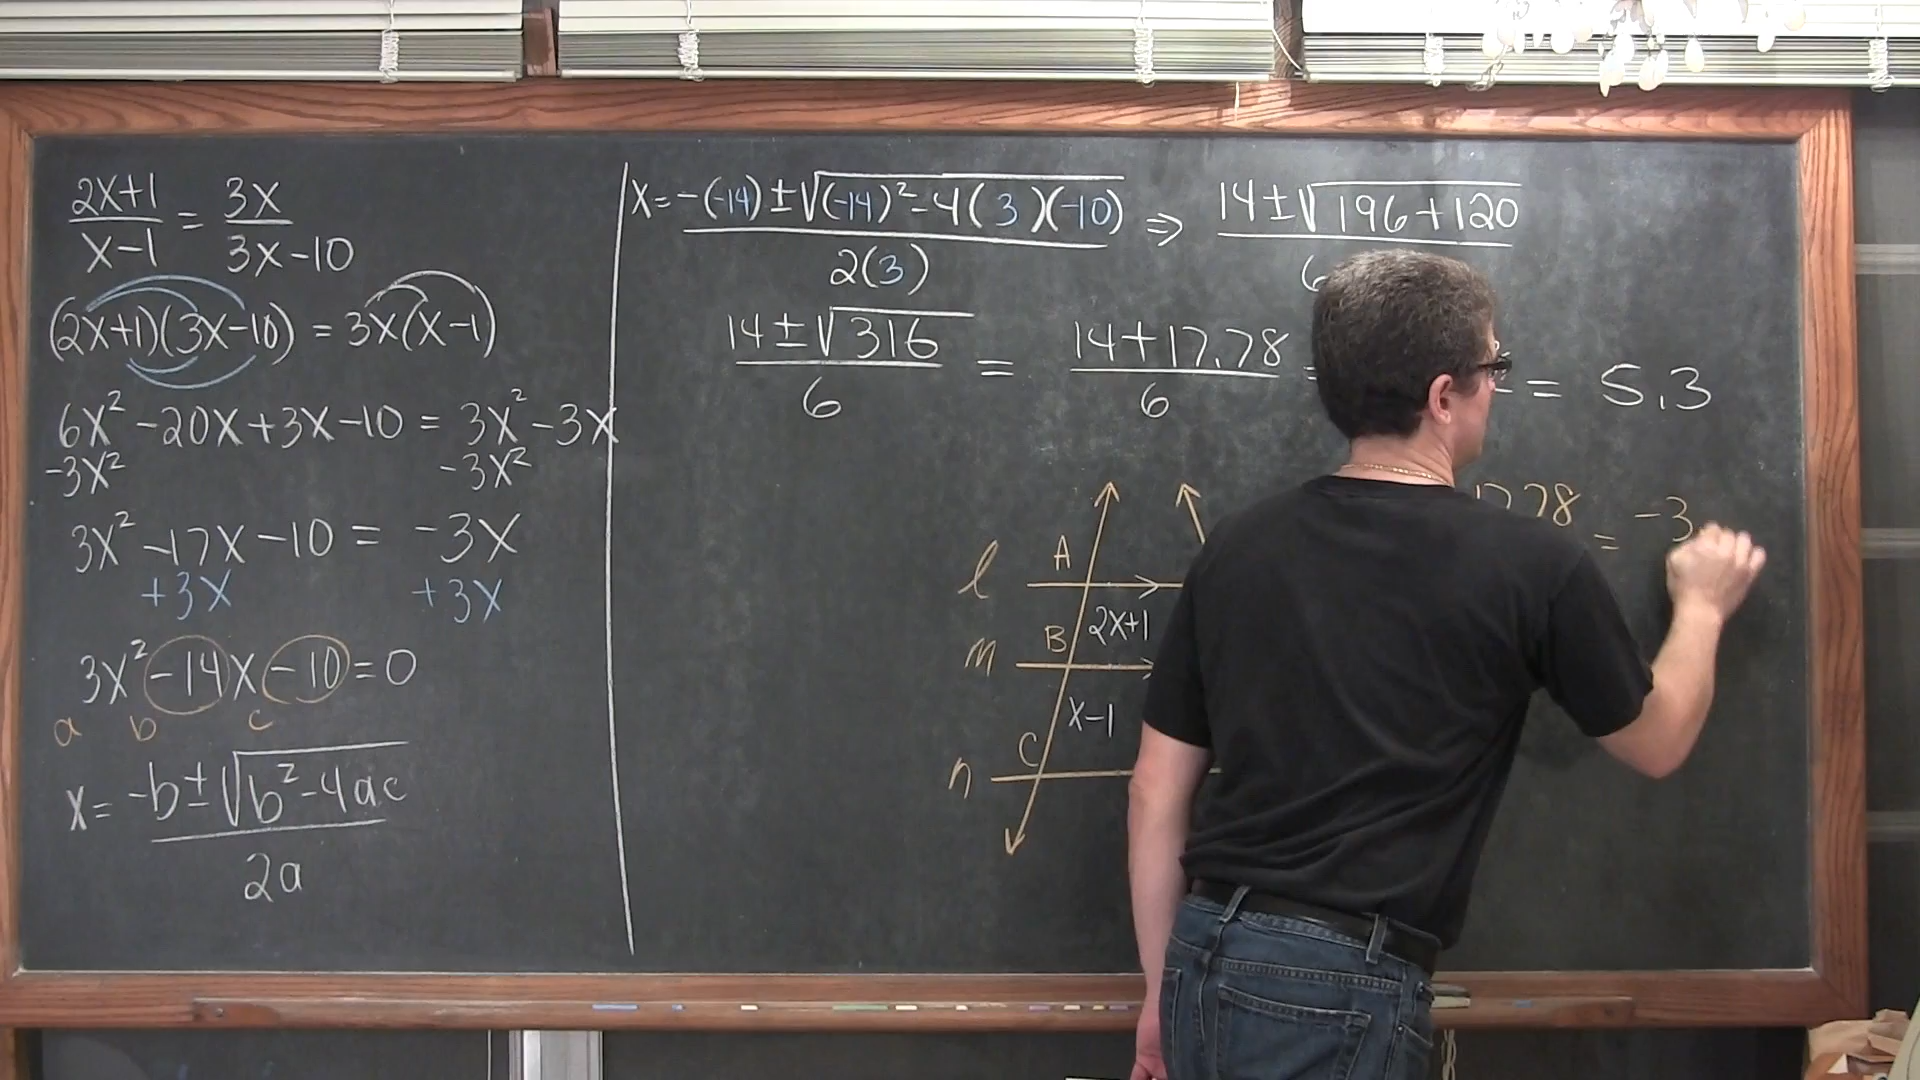 2x+1 / x-1 = 3x / 3x-10
(2x+1)(3x-10) = 3x(x-1)
6x² -20x+3x-10 = 3x² -3x
-3x² -3x²
3x² -17x -10 = -3x
+3x +3x
3x² -14x -10 = 0
a b c
x = -b ± √b² -4ac / 2a
x = -(-14) ± √(-14)² -4(3)(-10) / 2(3) ⇒ 14 ± √196+120 / 6
14 ± √316 / 6 = 14+17.78 / 6 = 5.3
17.78 = -3
A
l
2x+1
B
m
x-1
C
n